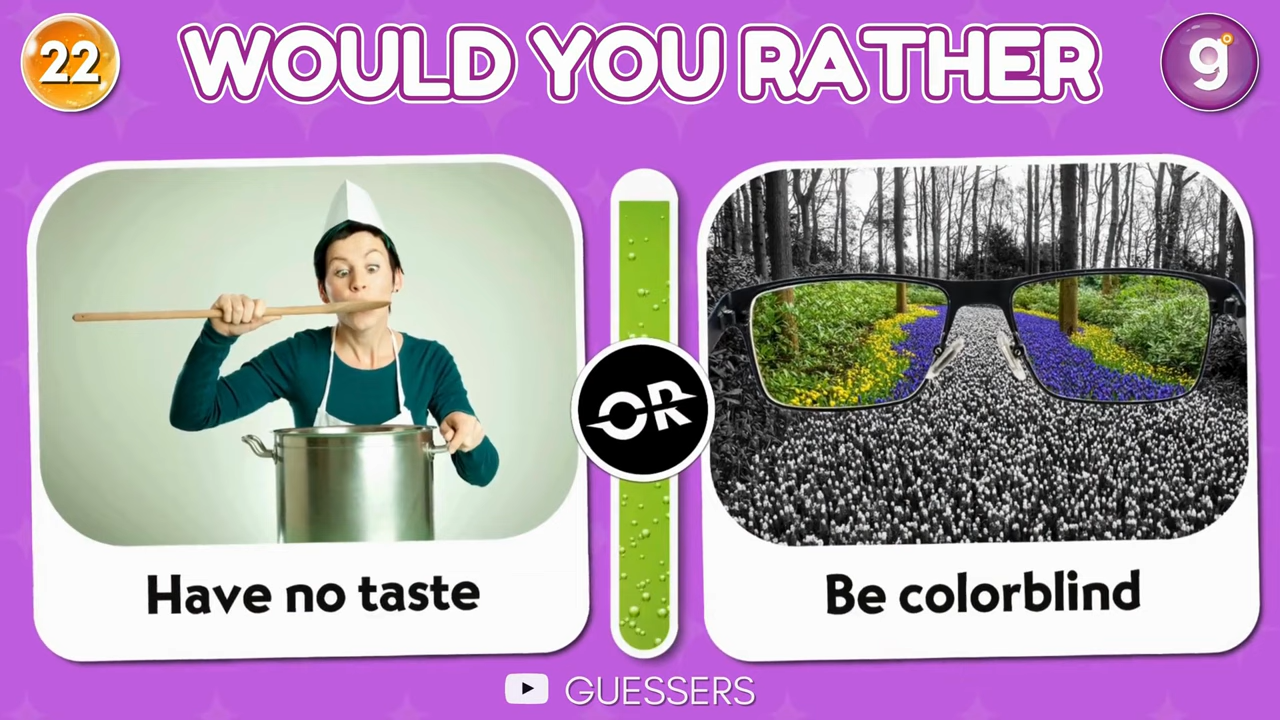 22
WOULD YOU RATHER
g
Have no taste
OR
Be colorblind
GUESSERS